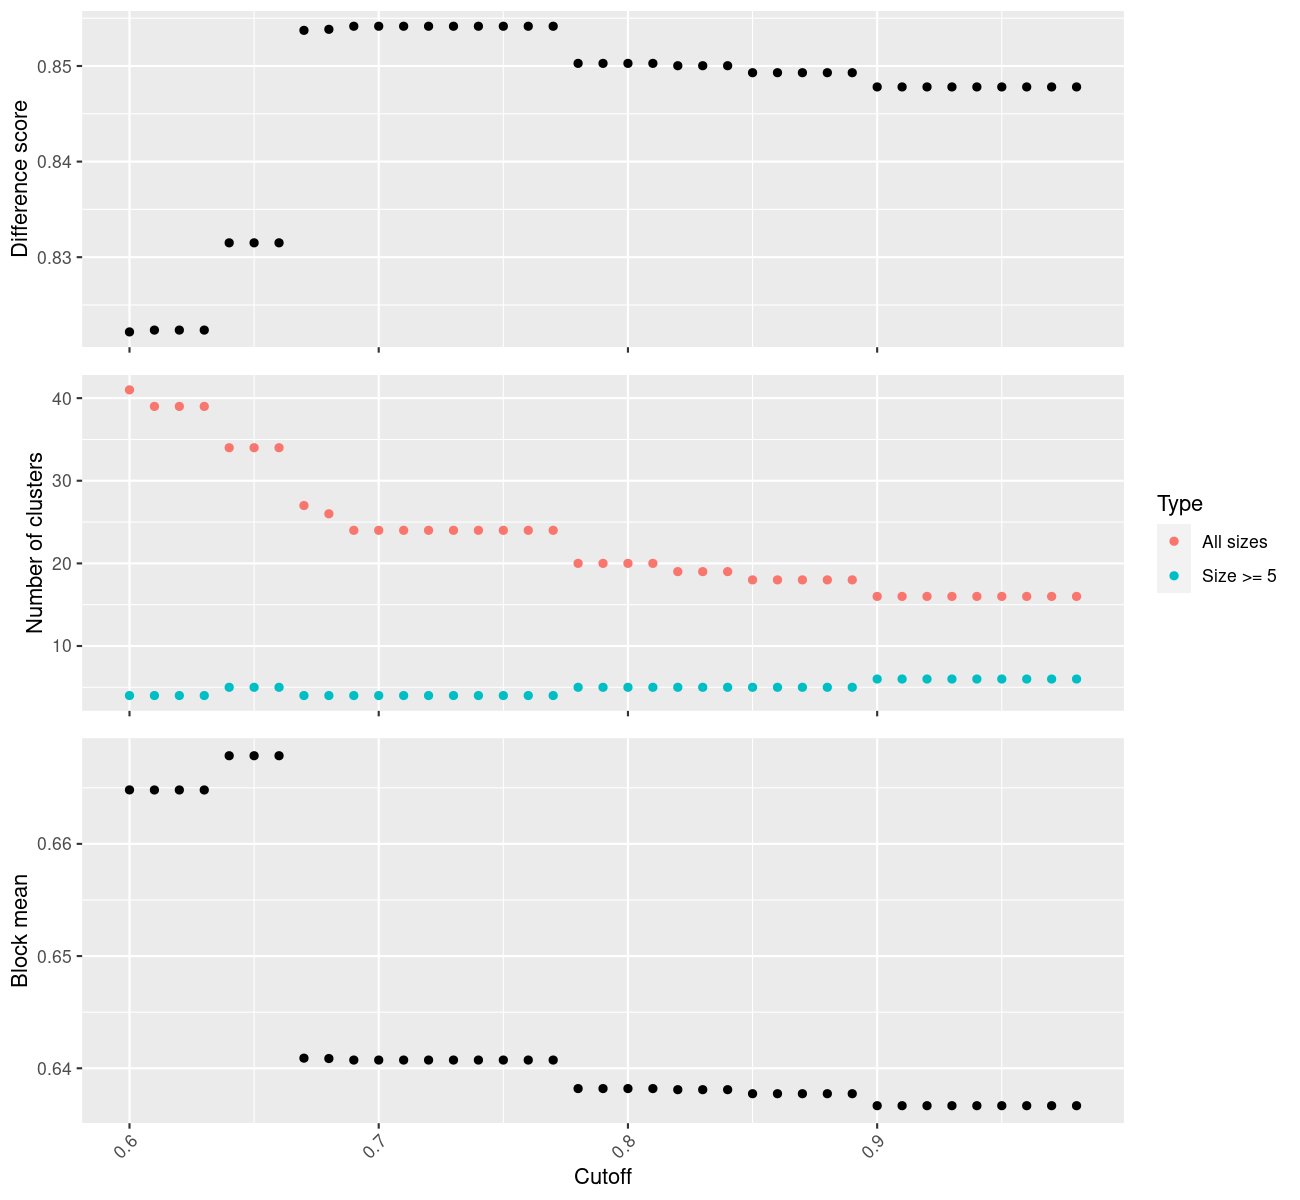 Difference score
0.85
0.84
0.83
Number of clusters
40
30
20
10
Type
All sizes
Size >= 5
Block mean
0.66
0.65
0.64
0.6
0.7
0.8
0.9
Cutoff